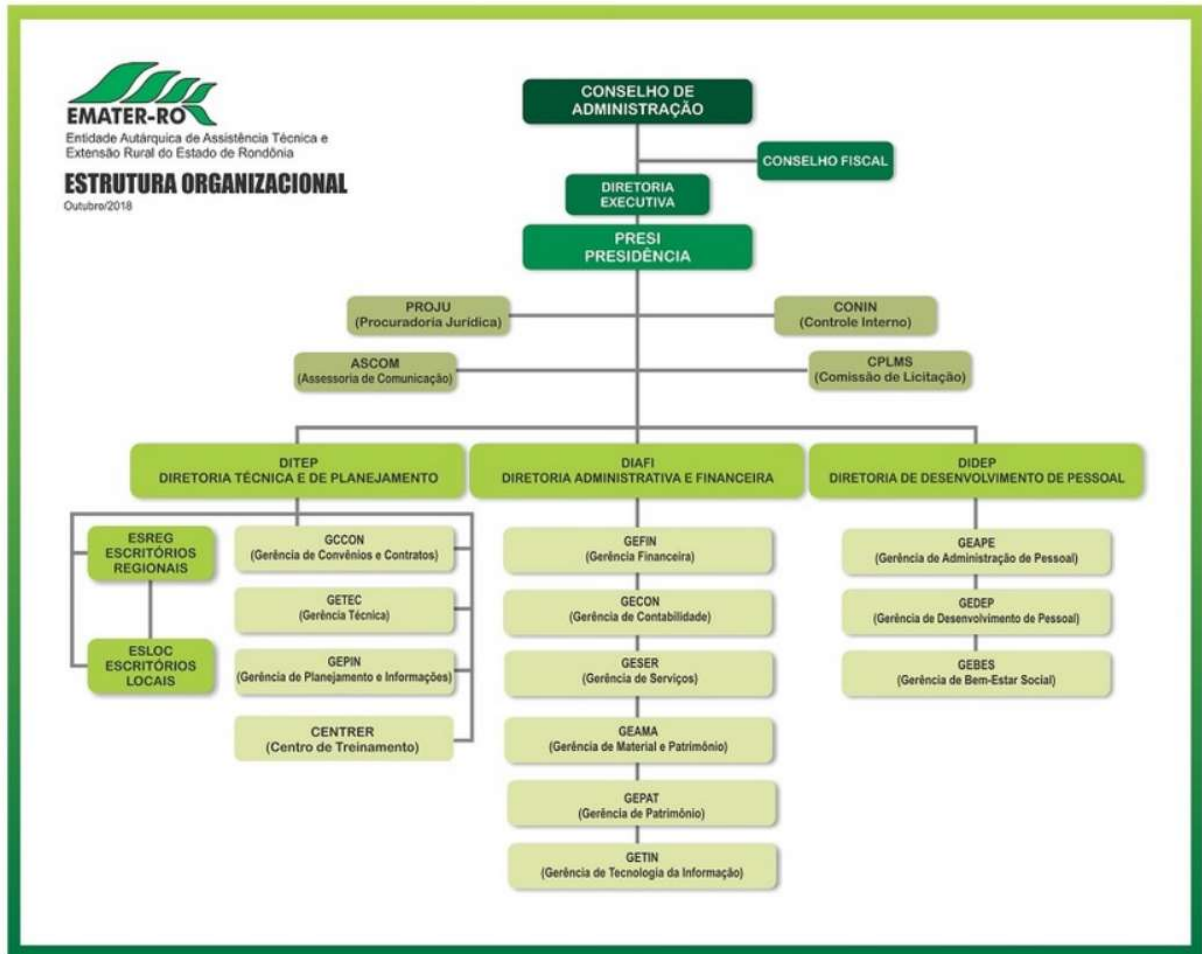 EMATER-RO
Entidade Autárquica de Assistência Técnica e
Extensão Rural do Estado de Rondônia
ESTRUTURA ORGANIZACIONAL
Outubro/2018
CONSELHO DE
ADMINISTRAÇÃO
CONSELHO FISCAL
DIRETORIA
EXECUTIVA
PRESI
PRESIDÊNCIA
PROJU
(Procuradoria Jurídica)
CONIN
(Controle Interno)
ASCOM
(Assessoria de Comunicação)
CPLMS
(Comissão de Licitação)
DITEP
DIRETORIA TÉCNICA E DE PLANEJAMENTO
DIAFI
DIRETORIA ADMINISTRATIVA E FINANCEIRA
DIDEP
DIRETORIA DE DESENVOLVIMENTO DE PESSOAL
ESREG
ESCRITÓRIOS
REGIONAIS
ESLOC
ESCRITÓRIOS
LOCAIS
GCCON
(Gerência de Convênios e Contratos)
GETEC
(Gerência Técnica)
GEPIN
(Gerência de Planejamento e Informações)
CENTRER
(Centro de Treinamento)
GEFIN
(Gerência Financeira)
GECON
(Gerência de Contabilidade)
GESER
(Gerência de Serviços)
GEAMA
(Gerência de Material e Patrimônio)
GEPAT
(Gerência de Patrimônio)
GETIN
(Gerência de Tecnologia da Informação)
GEAPE
(Gerência de Administração de Pessoal)
GEDEP
(Gerência de Desenvolvimento de Pessoal)
GEBES
(Gerência de Bem-Estar Social)